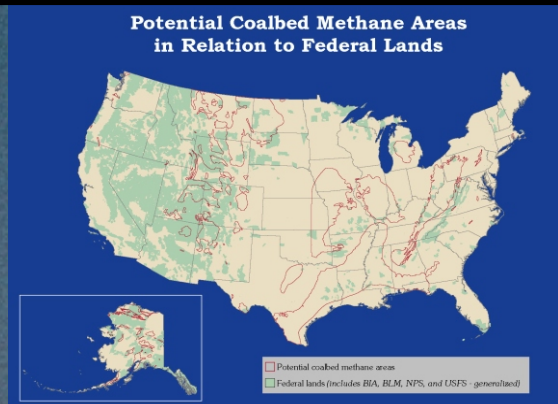 Potential Coalbed Methane Areas
in Relation to Federal Lands
Potential coalbed methane areas
Federal lands (includes BIA, BLM, NPS, and USFS - generalized)